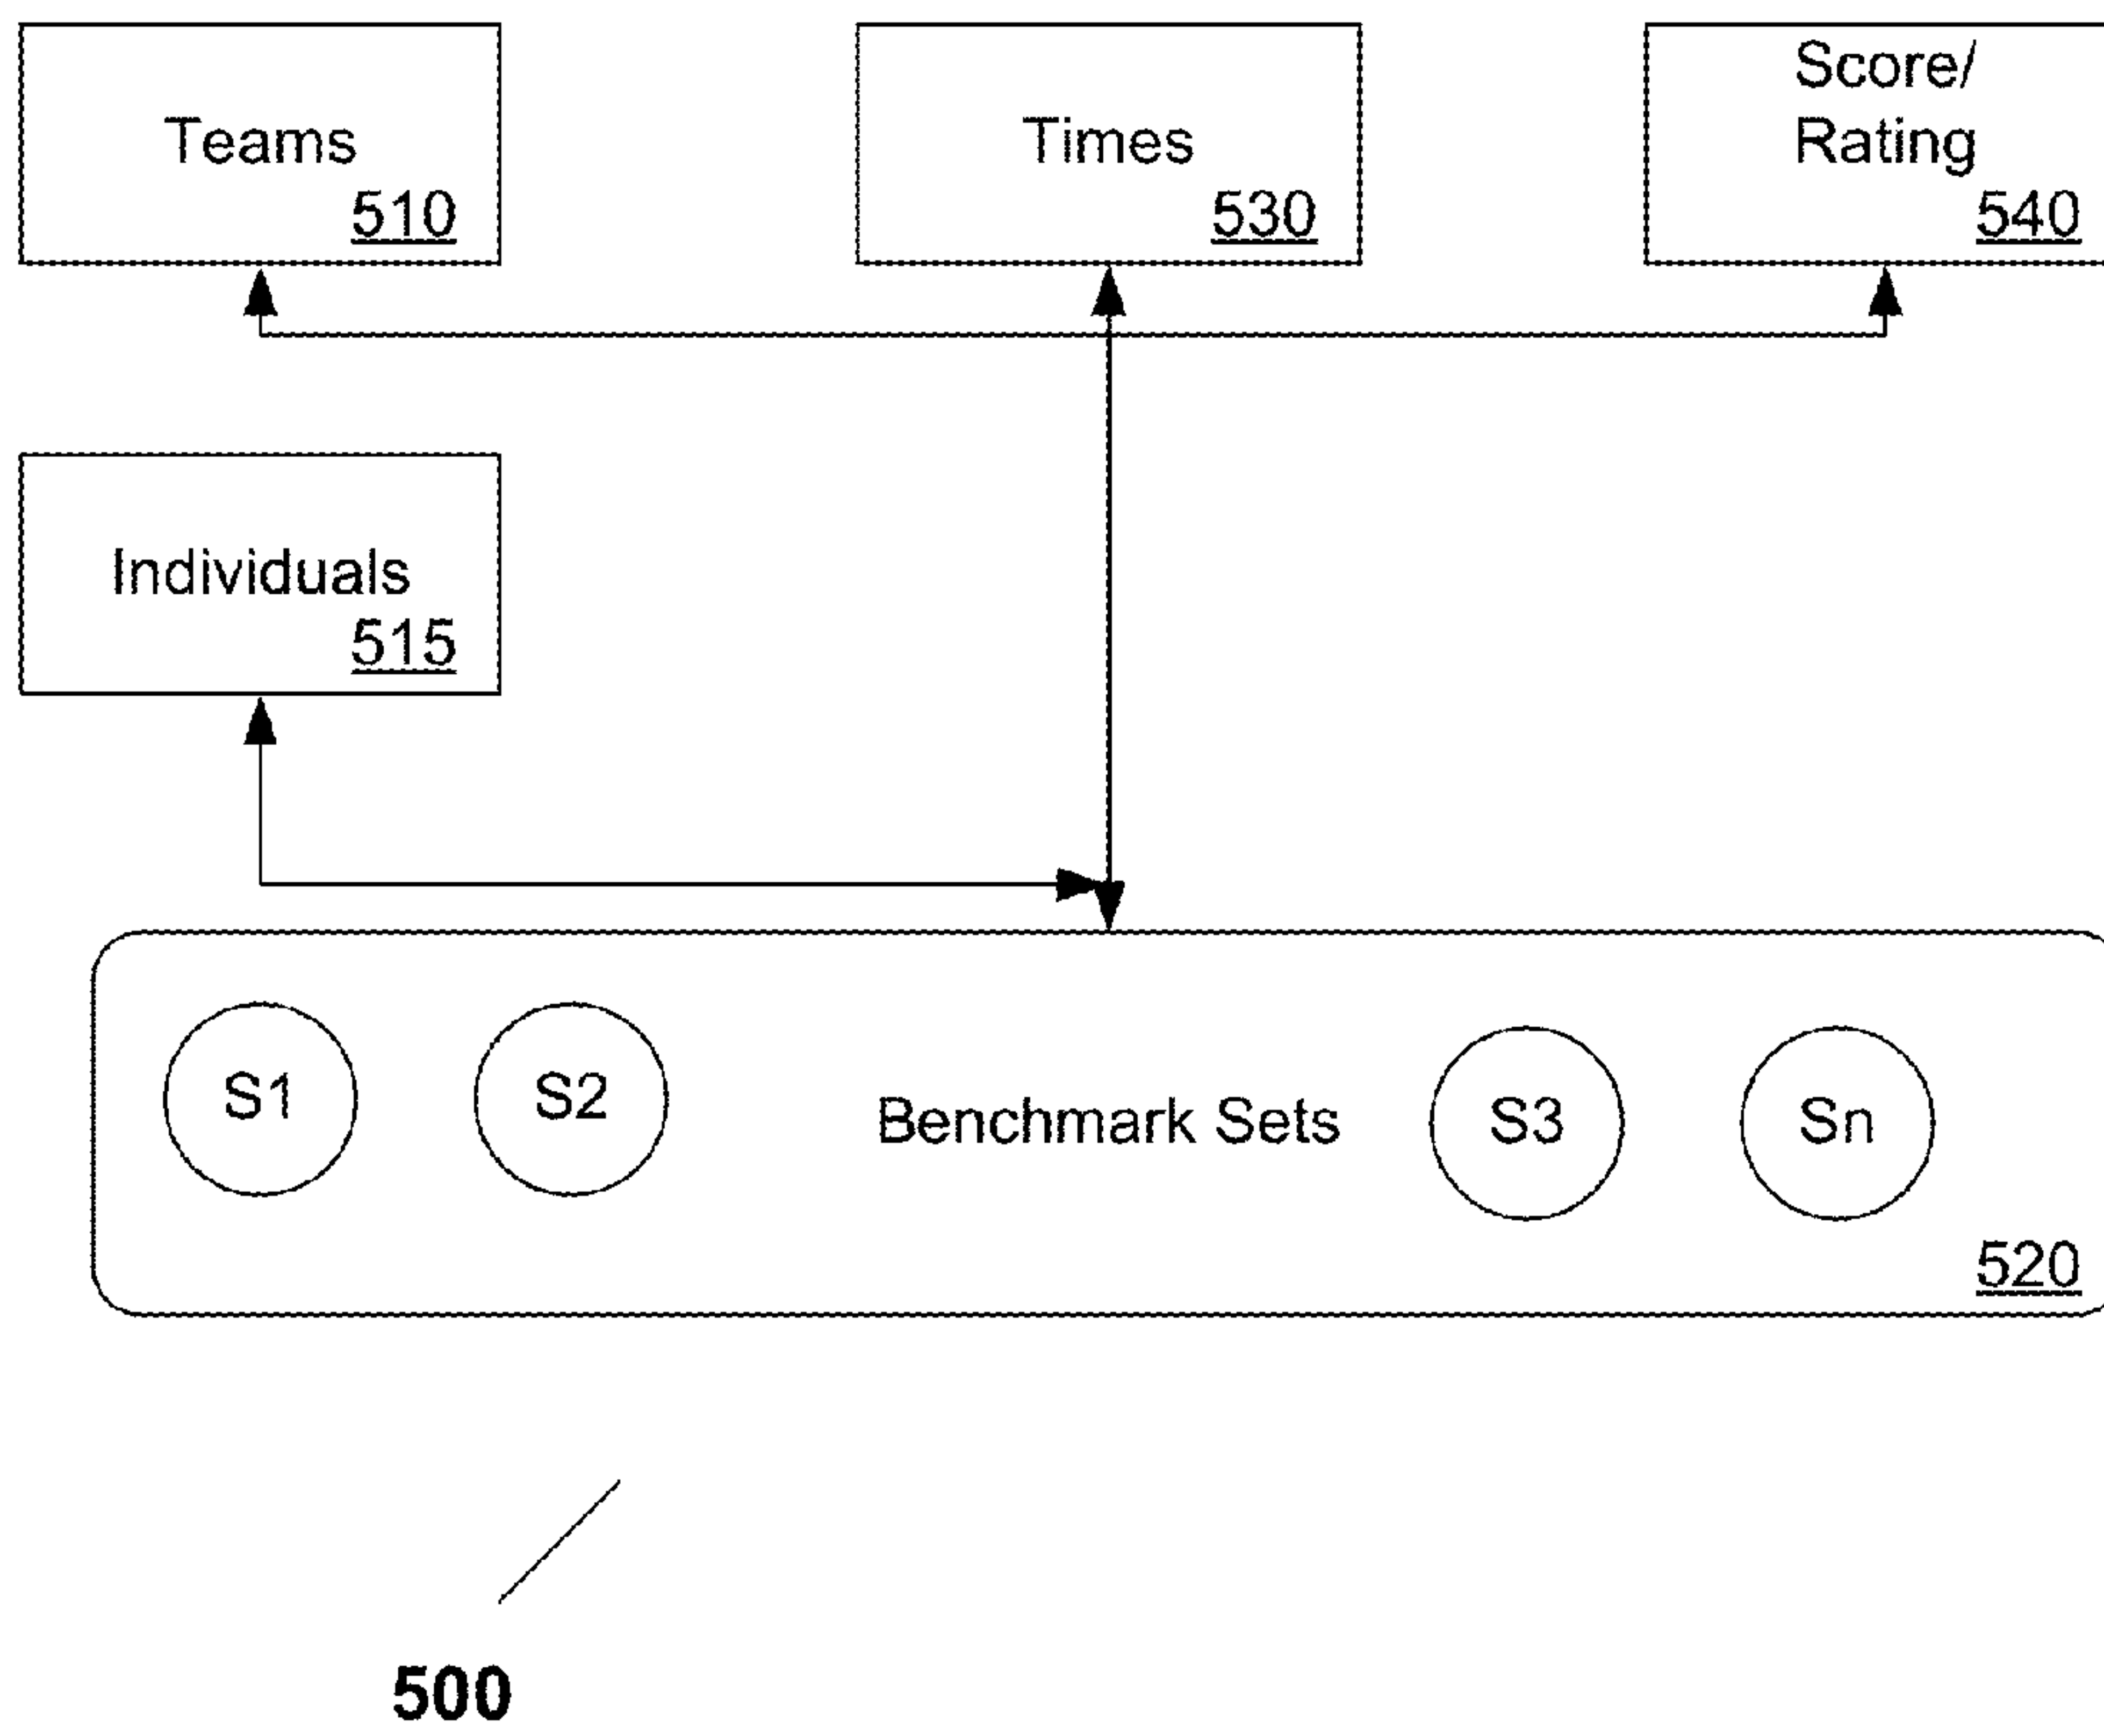 Teams
510
Times
530
Score/
Rating
540
Individuals
515
S1
S2
Benchmark Sets
S3
Sn
520
500